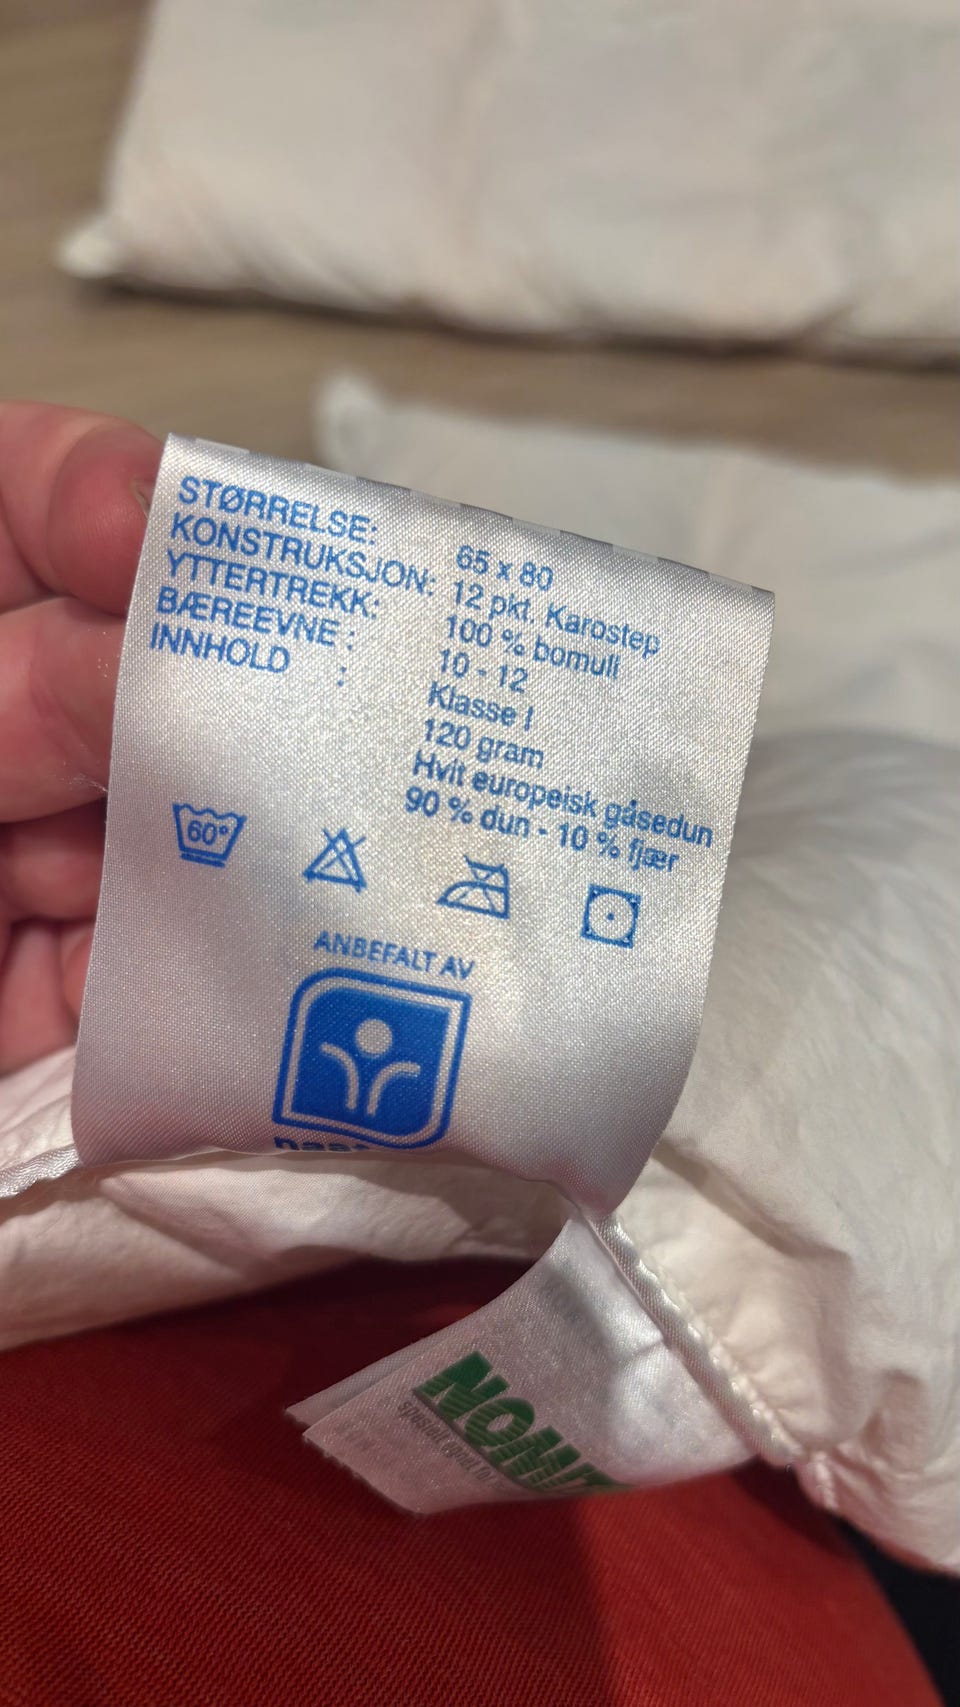 STØRRELSE: 65 x 80
KONSTRUKSJON: 12 pkt. Karostep
YTTERTREKK: 100 % bomull
BÆREEVNE : 10 - 12
INNHOLD : Klasse I
120 gram
Hvit europeisk gåsedun
90 % dun - 10 % fjær
60°
ANBEFALT AV